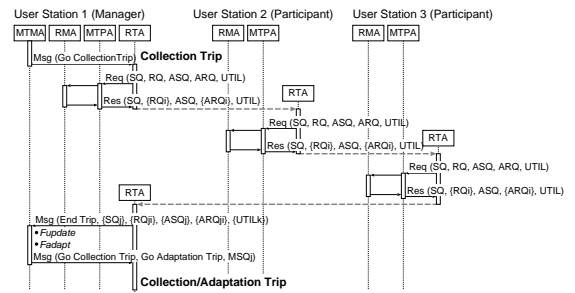 User Station 1 (Manager) User Station 2 (Participant) User Station 3 (Participant)
MTMA RMA MTPA RTA RMA MTPA RMA MTPA
Msg (Go CollectionTrip) Collection Trip
Req (SQ, RQ, ASQ, ARQ, UTIL)
RTA
Res (SQ, {RQi}, ASQ, {ARQi}, UTIL)
Req (SQ, RQ, ASQ, ARQ, UTIL)
RTA
Res (SQ, {RQi}, ASQ, {ARQi}, UTIL)
Req (SQ, RQ, ASQ, ARQ, UTIL)
RTA
Res (SQ, {RQi}, ASQ, {ARQi}, UTIL)
Msg (End Trip, {SQj}, {RQji}, {ASQj}, {ARQji}, {UTILk})
• Fupdate
• Fadapt
Msg (Go Collection Trip, Go Adaptation Trip, MSQj)
Collection/Adaptation Trip